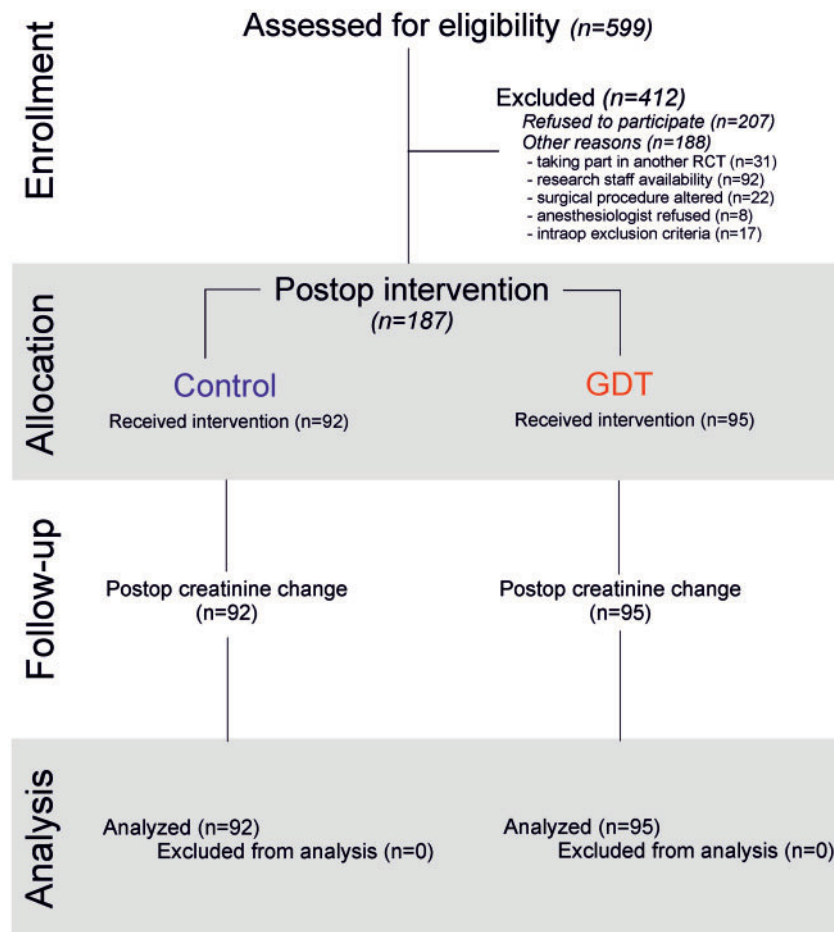 Enrollment
Assessed for eligibility (n=599)
Excluded (n=412)
Refused to participate (n=207)
Other reasons (n=188)
- taking part in another RCT (n=31)
- research staff availability (n=92)
- surgical procedure altered (n=22)
- anesthesiologist refused (n=8)
- intraop exclusion criteria (n=17)
Allocation
Postop intervention
(n=187)
Control
Received intervention (n=92)
GDT
Received intervention (n=95)
Follow-up
Postop creatinine change
(n=92)
Postop creatinine change
(n=95)
Analysis
Analyzed (n=92)
Excluded from analysis (n=0)
Analyzed (n=95)
Excluded from analysis (n=0)